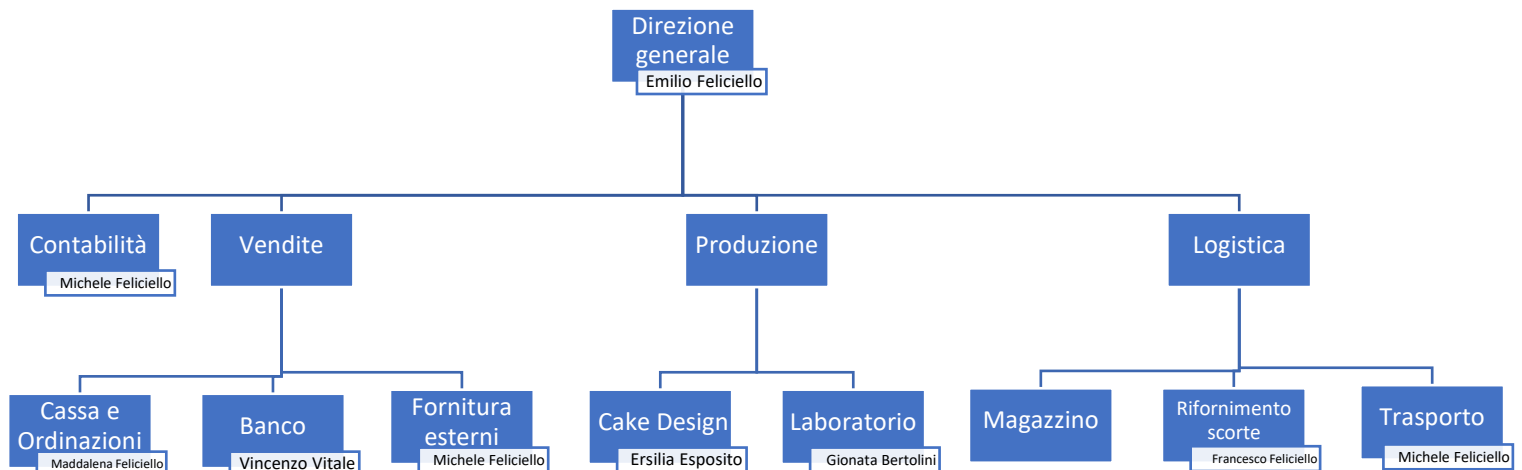 Direzione
generale
Emilio Feliciello
Contabilità
Michele Feliciello
Vendite
Produzione
Logistica
Cassa e
Ordinazioni
Maddalena Feliciello
Banco
Vincenzo Vitale
Fornitura
esterni
Michele Feliciello
Cake Design
Ersilia Esposito
Laboratorio
Gionata Bertolini
Magazzino
Rifornimento
scorte
Francesco Feliciello
Trasporto
Michele Feliciello